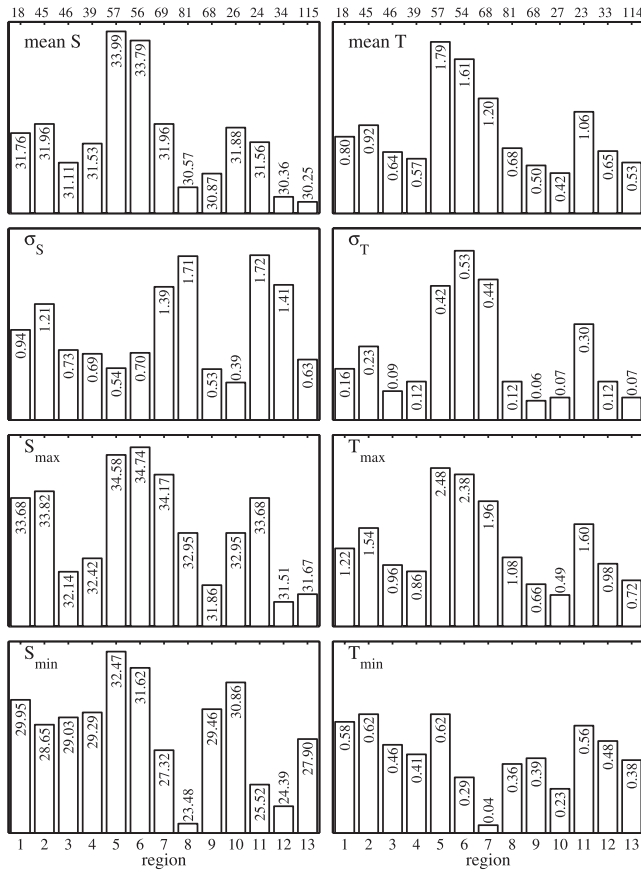 18 45 46 39 57 56 69 81 68 26 24 34 115
18 45 46 39 57 54 68 81 68 27 23 33 114
mean S
31.76 31.96 31.11 31.53 33.99 33.79 31.96 30.57 30.87 31.88 31.56 30.36 30.25
mean T
0.80 0.92 0.64 0.57 1.79 1.61 1.20 0.68 0.50 0.42 1.06 0.65 0.53
σS
0.94 1.21 0.73 0.69 0.54 0.70 1.39 1.71 0.53 0.39 1.72 1.41 0.63
σT
0.16 0.23 0.09 0.12 0.42 0.53 0.44 0.12 0.06 0.07 0.30 0.12 0.07
Smax
33.68 33.82 32.14 32.42 34.58 34.74 34.17 32.95 31.86 32.95 33.68 31.51 31.67
Tmax
1.22 1.54 0.96 0.86 2.48 2.38 1.96 1.08 0.66 0.49 1.60 0.98 0.72
Smin
29.95 28.65 29.03 29.29 32.47 31.62 27.32 23.48 29.46 30.86 25.52 24.39 27.90
Tmin
0.58 0.62 0.46 0.41 0.62 0.29 0.04 0.36 0.39 0.23 0.56 0.48 0.38
1 2 3 4 5 6 7 8 9 10 11 12 13
region
1 2 3 4 5 6 7 8 9 10 11 12 13
region